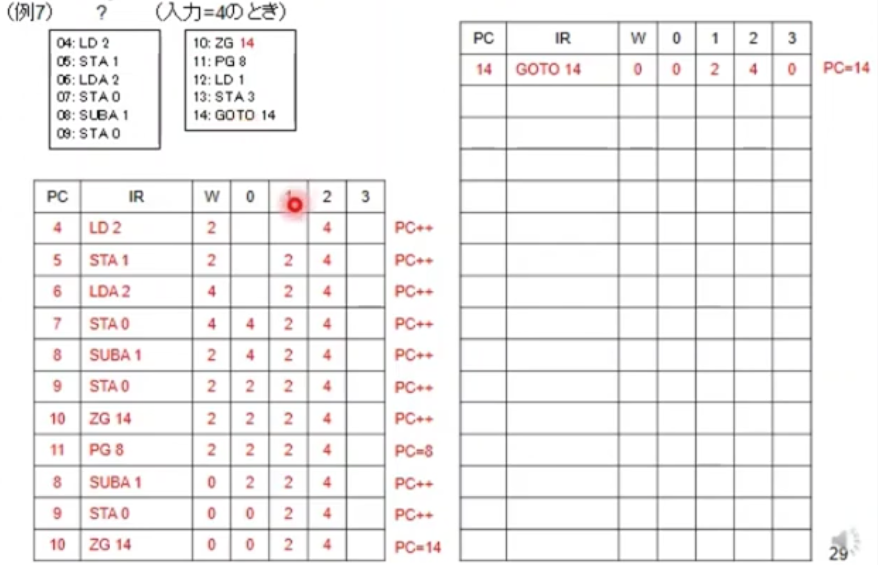 (例7) ? (入力=4のとき)
04: LD 2
05: STA 1
06: LDA 2
07: STA 0
08: SUBA 1
09: STA 0
10: ZG 14
11: PG 8
12: LD 1
13: STA 3
14: GOTO 14
PC IR W 0 1 2 3
4 LD 2 2 4 PC++
5 STA 1 2 2 4 PC++
6 LDA 2 4 2 4 PC++
7 STA 0 4 4 2 4 PC++
8 SUBA 1 2 4 2 4 PC++
9 STA 0 2 2 2 4 PC++
10 ZG 14 2 2 2 4 PC++
11 PG 8 2 2 2 4 PC=8
8 SUBA 1 0 2 2 4 PC++
9 STA 0 0 0 2 4 PC++
10 ZG 14 0 0 2 4 PC=14
PC IR W 0 1 2 3
14 GOTO 14 0 0 2 4 0 PC=14
29